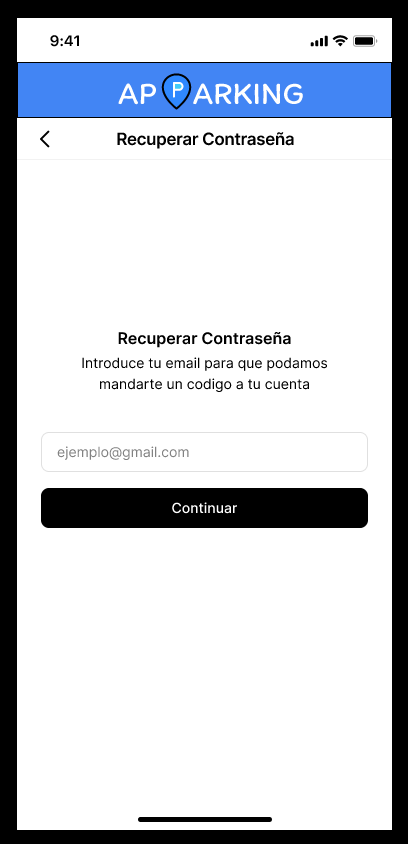 9:41
APPARKING
Recuperar Contraseña
Recuperar Contraseña
Introduce tu email para que podamos
mandarte un codigo a tu cuenta
ejemplo@gmail.com
Continuar